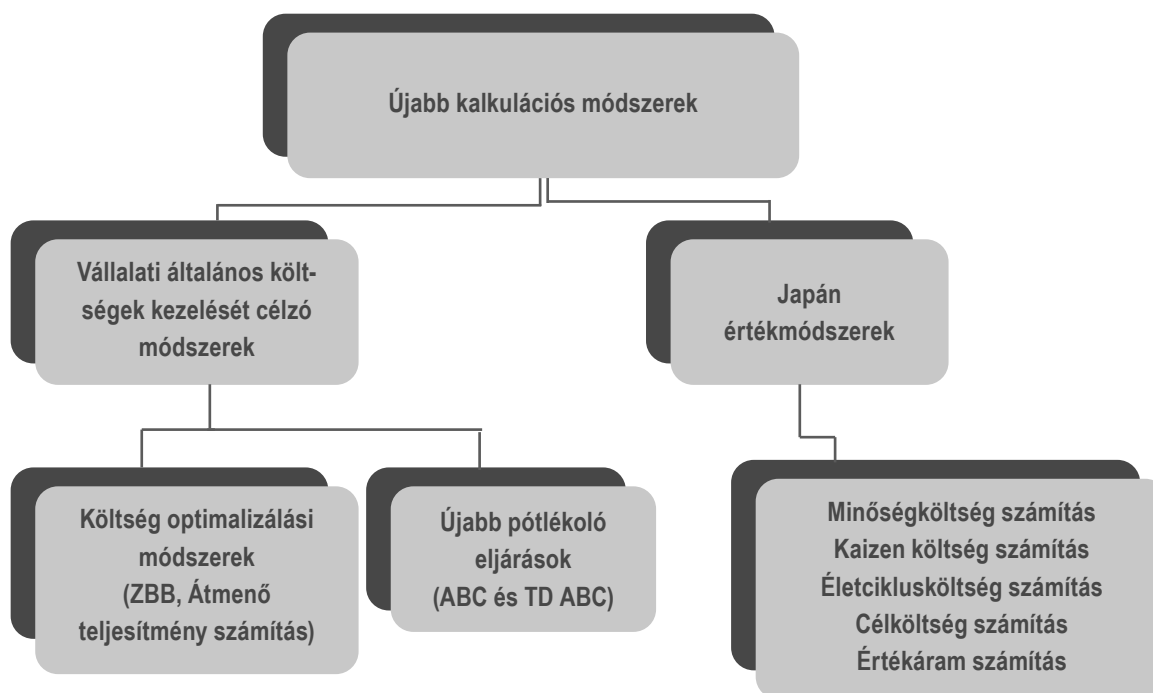 Újabb kalkulációs módszerek
Vállalati általános költ-
ségek kezelését célzó
módszerek
Japán
értékmódszerek
Költség optimalizálási
módszerek
(ZBB, Átmenő
teljesítmény számítás)
Újabb pótlékoló
eljárások
(ABC és TD ABC)
Minőségköltség számítás
Kaizen költség számítás
Életciklusköltség számítás
Célköltség számítás
Értékáram számítás